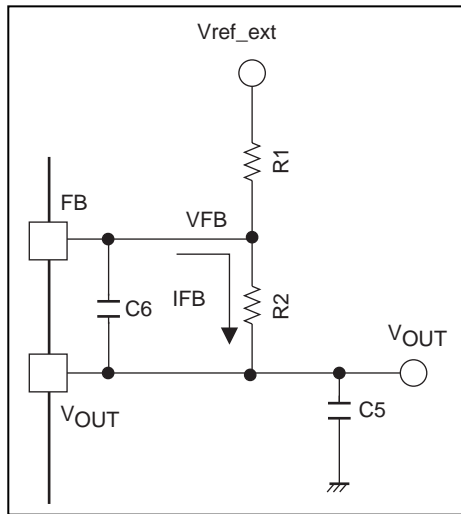 Vref_ext
R1
FB
VFB
C6
IFB
R2
VOUT
VOUT
C5